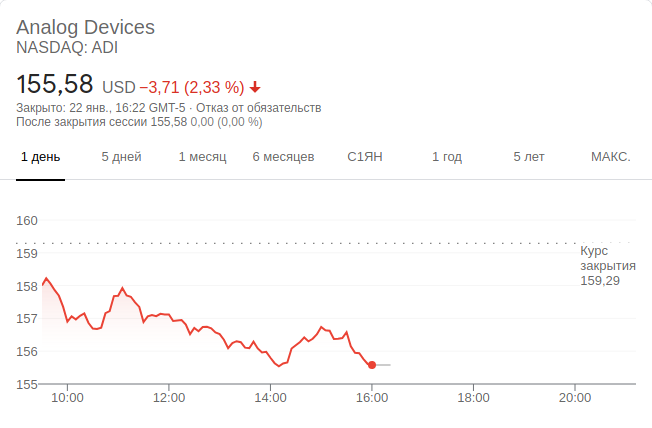 Analog Devices
NASDAQ: ADI
155,58 USD −3,71 (2,33 %)
Закрыто: 22 янв., 16:22 GMT-5 · Отказ от обязательств
После закрытия сессии 155,58 0,00 (0,00 %)
1 день 5 дней 1 месяц 6 месяцев С1ЯН 1 год 5 лет МАКС.
160
159
158
157
156
155
Курс
закрытия
159,29
10:00 12:00 14:00 16:00 18:00 20:00